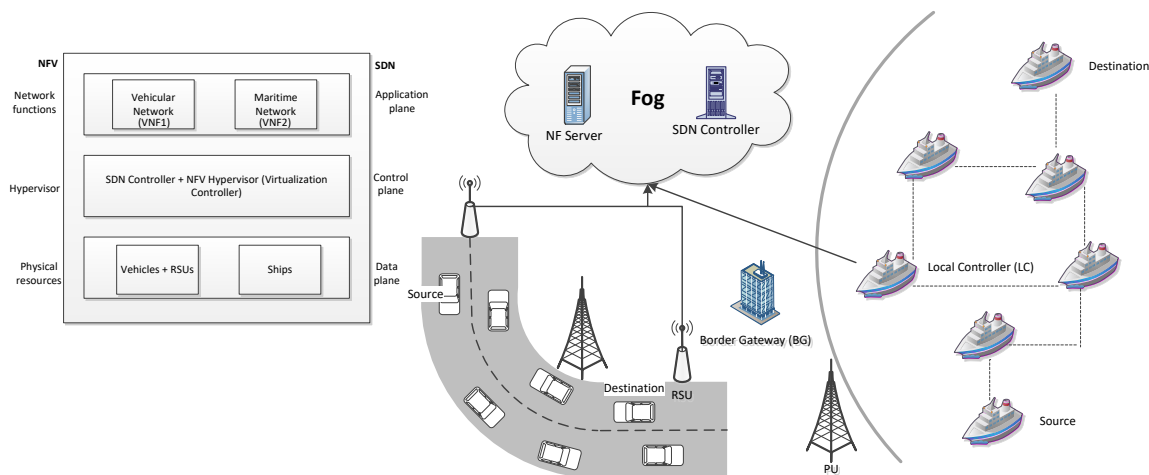 NFV
SDN
Network
functions
Vehicular
Network
(VNF1)
Maritime
Network
(VNF2)
Application
plane
Hypervisor
SDN Controller + NFV Hypervisor (Virtualization
Controller)
Control
plane
Physical
resources
Vehicles + RSUs
Ships
Data
plane
Fog
NF Server
SDN Controller
Source
Destination
RSU
Border Gateway (BG)
PU
Destination
Local Controller (LC)
Source